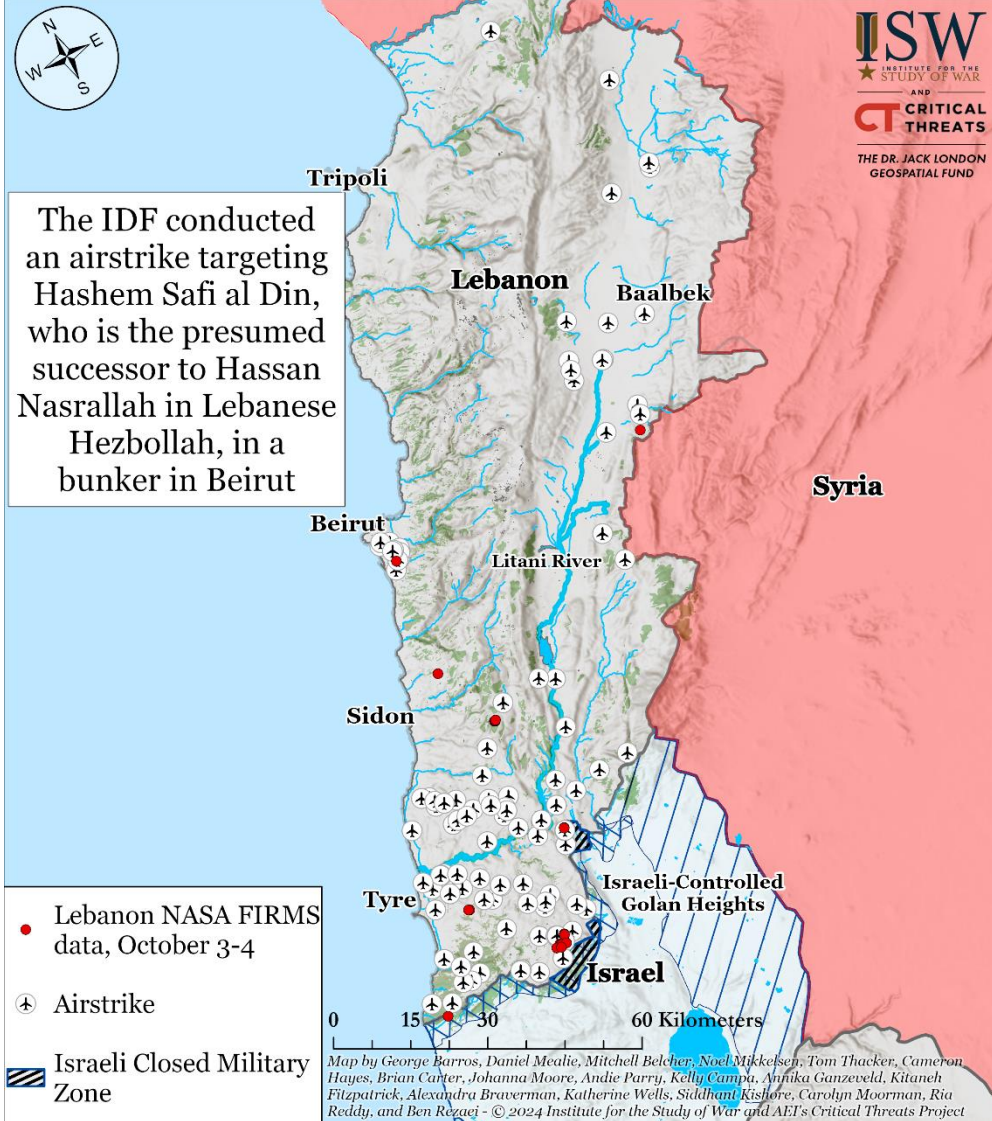 N
E
W
S
ISW
INSTITUTE FOR THE
STUDY OF WAR
AND
CT CRITICAL
THREATS
THE DR. JACK LONDON
GEOSPATIAL FUND
Tripoli
The IDF conducted
an airstrike targeting
Hashem Safi al Din,
who is the presumed
successor to Hassan
Nasrallah in Lebanese
Hezbollah, in a
bunker in Beirut
Lebanon
Baalbek
Syria
Beirut
Litani River
Sidon
Tyre
Israeli-Controlled
Golan Heights
Israel
Lebanon NASA FIRMS
data, October 3-4
Airstrike
Israeli Closed Military
Zone
0 15 30 60 Kilometers
Map by George Barros, Daniel Mealie, Mitchell Belcher, Noel Mikkelsen, Tom Thacker, Cameron
Hayes, Brian Carter, Johanna Moore, Andie Parry, Kelly Campa, Annika Ganzeveld, Kitaneh
Fitzpatrick, Alexandra Braverman, Katherine Wells, Siddhant Kishore, Carolyn Moorman, Ria
Reddy, and Ben Rezaei - © 2024 Institute for the Study of War and AEI's Critical Threats Project